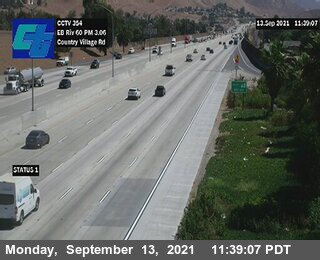 CCTV 354
EB Riv 60 PM 3.06
Country Village Rd
13.Sep 2021 11:39:07
STATUS 1
Monday, September 13, 2021 11:39:07 PDT